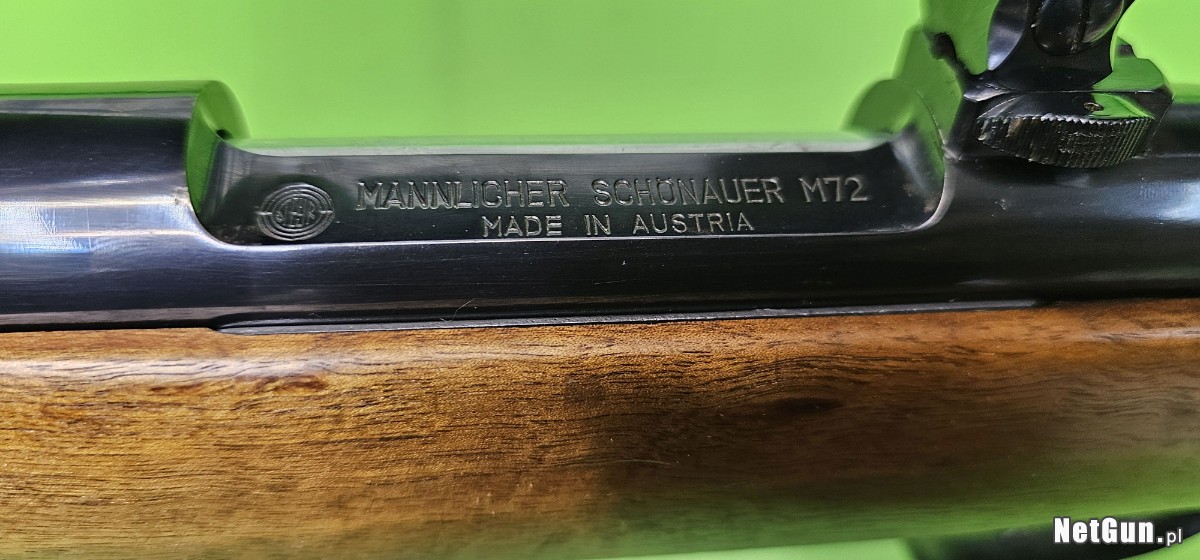 MANNLICHER SCHÖNAUER M72
MADE IN AUSTRIA
NetGun.pl